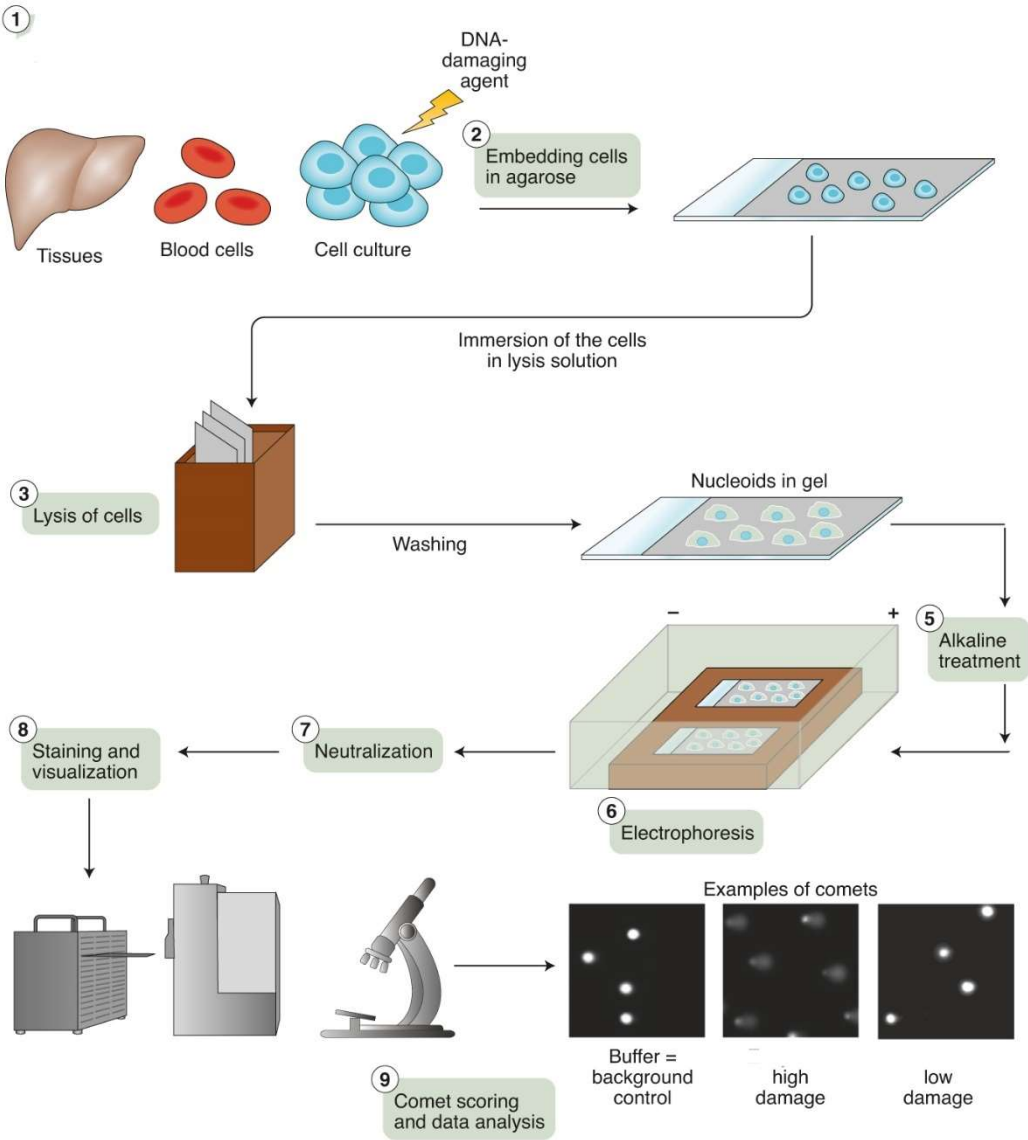 1
DNA-
damaging
agent
2
Embedding cells
in agarose
Tissues
Blood cells
Cell culture
Immersion of the cells
in lysis solution
3
Lysis of cells
Washing
Nucleoids in gel
–
+
5
Alkaline
treatment
8
Staining and
visualization
7
Neutralization
6
Electrophoresis
Examples of comets
Buffer =
background
control
high
damage
low
damage
9
Comet scoring
and data analysis